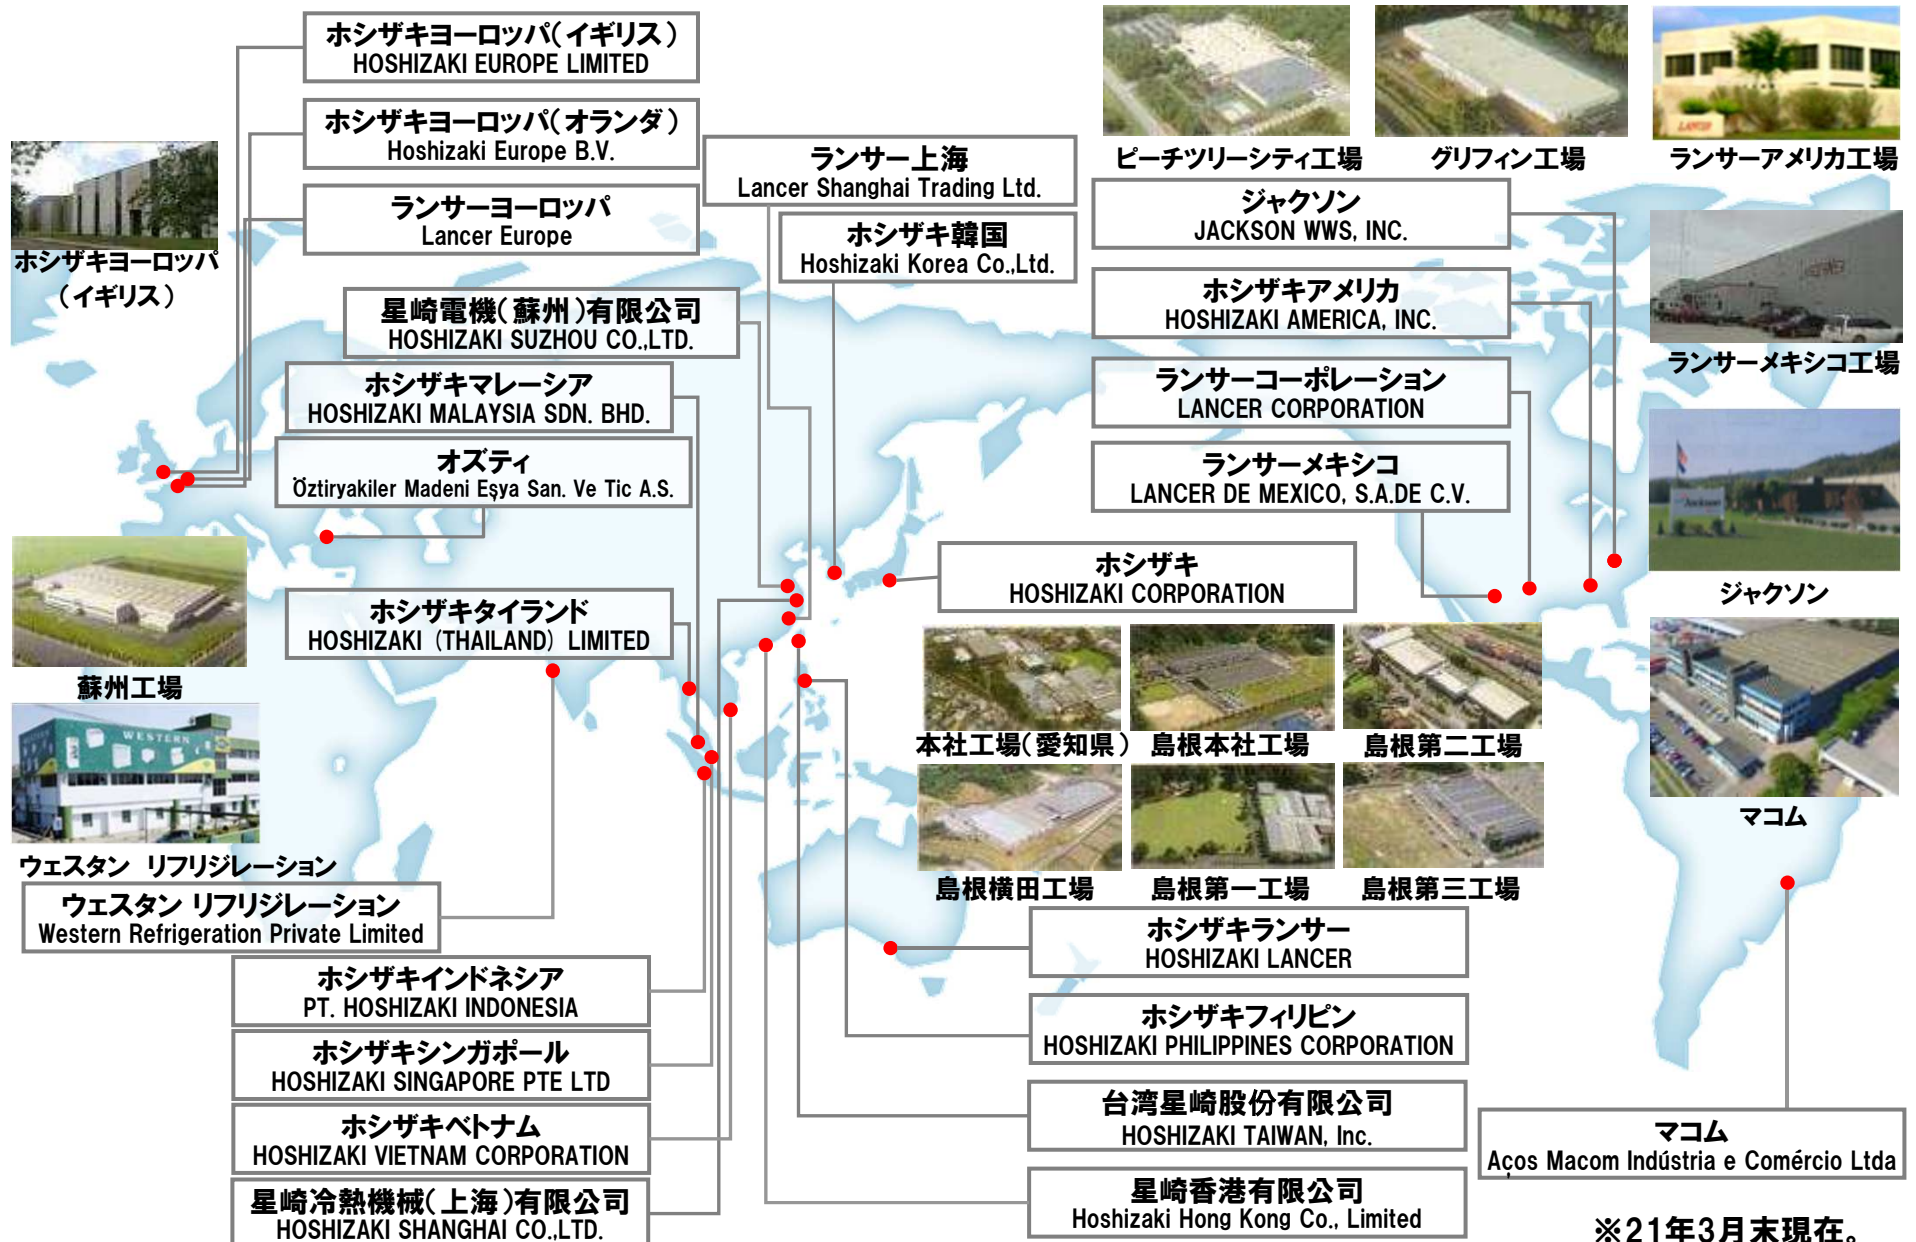 ホシザキヨーロッパ(イギリス)
HOSHIZAKI EUROPE LIMITED
ホシザキヨーロッパ(オランダ)
Hoshizaki Europe B.V.
ランサーヨーロッパ
Lancer Europe
ホシザキヨーロッパ
(イギリス)
ランサー上海
Lancer Shanghai Trading Ltd.
ホシザキ韓国
Hoshizaki Korea Co.,Ltd.
星崎電機(蘇州)有限公司
HOSHIZAKI SUZHOU CO.,LTD.
ホシザキマレーシア
HOSHIZAKI MALAYSIA SDN. BHD.
オズティ
Öztiryakiler Madeni Eşya San. Ve Tic A.S.
ホシザキタイランド
HOSHIZAKI (THAILAND) LIMITED
蘇州工場
WESTERN
ウェスタン リフリジレーション
ウェスタン リフリジレーション
Western Refrigeration Private Limited
ホシザキインドネシア
PT. HOSHIZAKI INDONESIA
ホシザキシンガポール
HOSHIZAKI SINGAPORE PTE LTD
ホシザキベトナム
HOSHIZAKI VIETNAM CORPORATION
星崎冷熱機械(上海)有限公司
HOSHIZAKI SHANGHAI CO.,LTD.
ピーチツリーシティ工場
グリフィン工場
LANCER
ランサーアメリカ工場
ジャクソン
JACKSON WWS, INC.
ホシザキアメリカ
HOSHIZAKI AMERICA, INC.
ランサーコーポレーション
LANCER CORPORATION
ランサーメキシコ
LANCER DE MEXICO, S.A.DE C.V.
ランサーメキシコ工場
Jackson
ジャクソン
マコム
ホシザキ
HOSHIZAKI CORPORATION
本社工場(愛知県)
島根本社工場
島根第二工場
島根横田工場
島根第一工場
島根第三工場
ホシザキランサー
HOSHIZAKI LANCER
ホシザキフィリピン
HOSHIZAKI PHILIPPINES CORPORATION
台湾星崎股份有限公司
HOSHIZAKI TAIWAN, Inc.
星崎香港有限公司
Hoshizaki Hong Kong Co., Limited
マコム
Aços Macom Indústria e Comércio Ltda
※21年3月末現在。